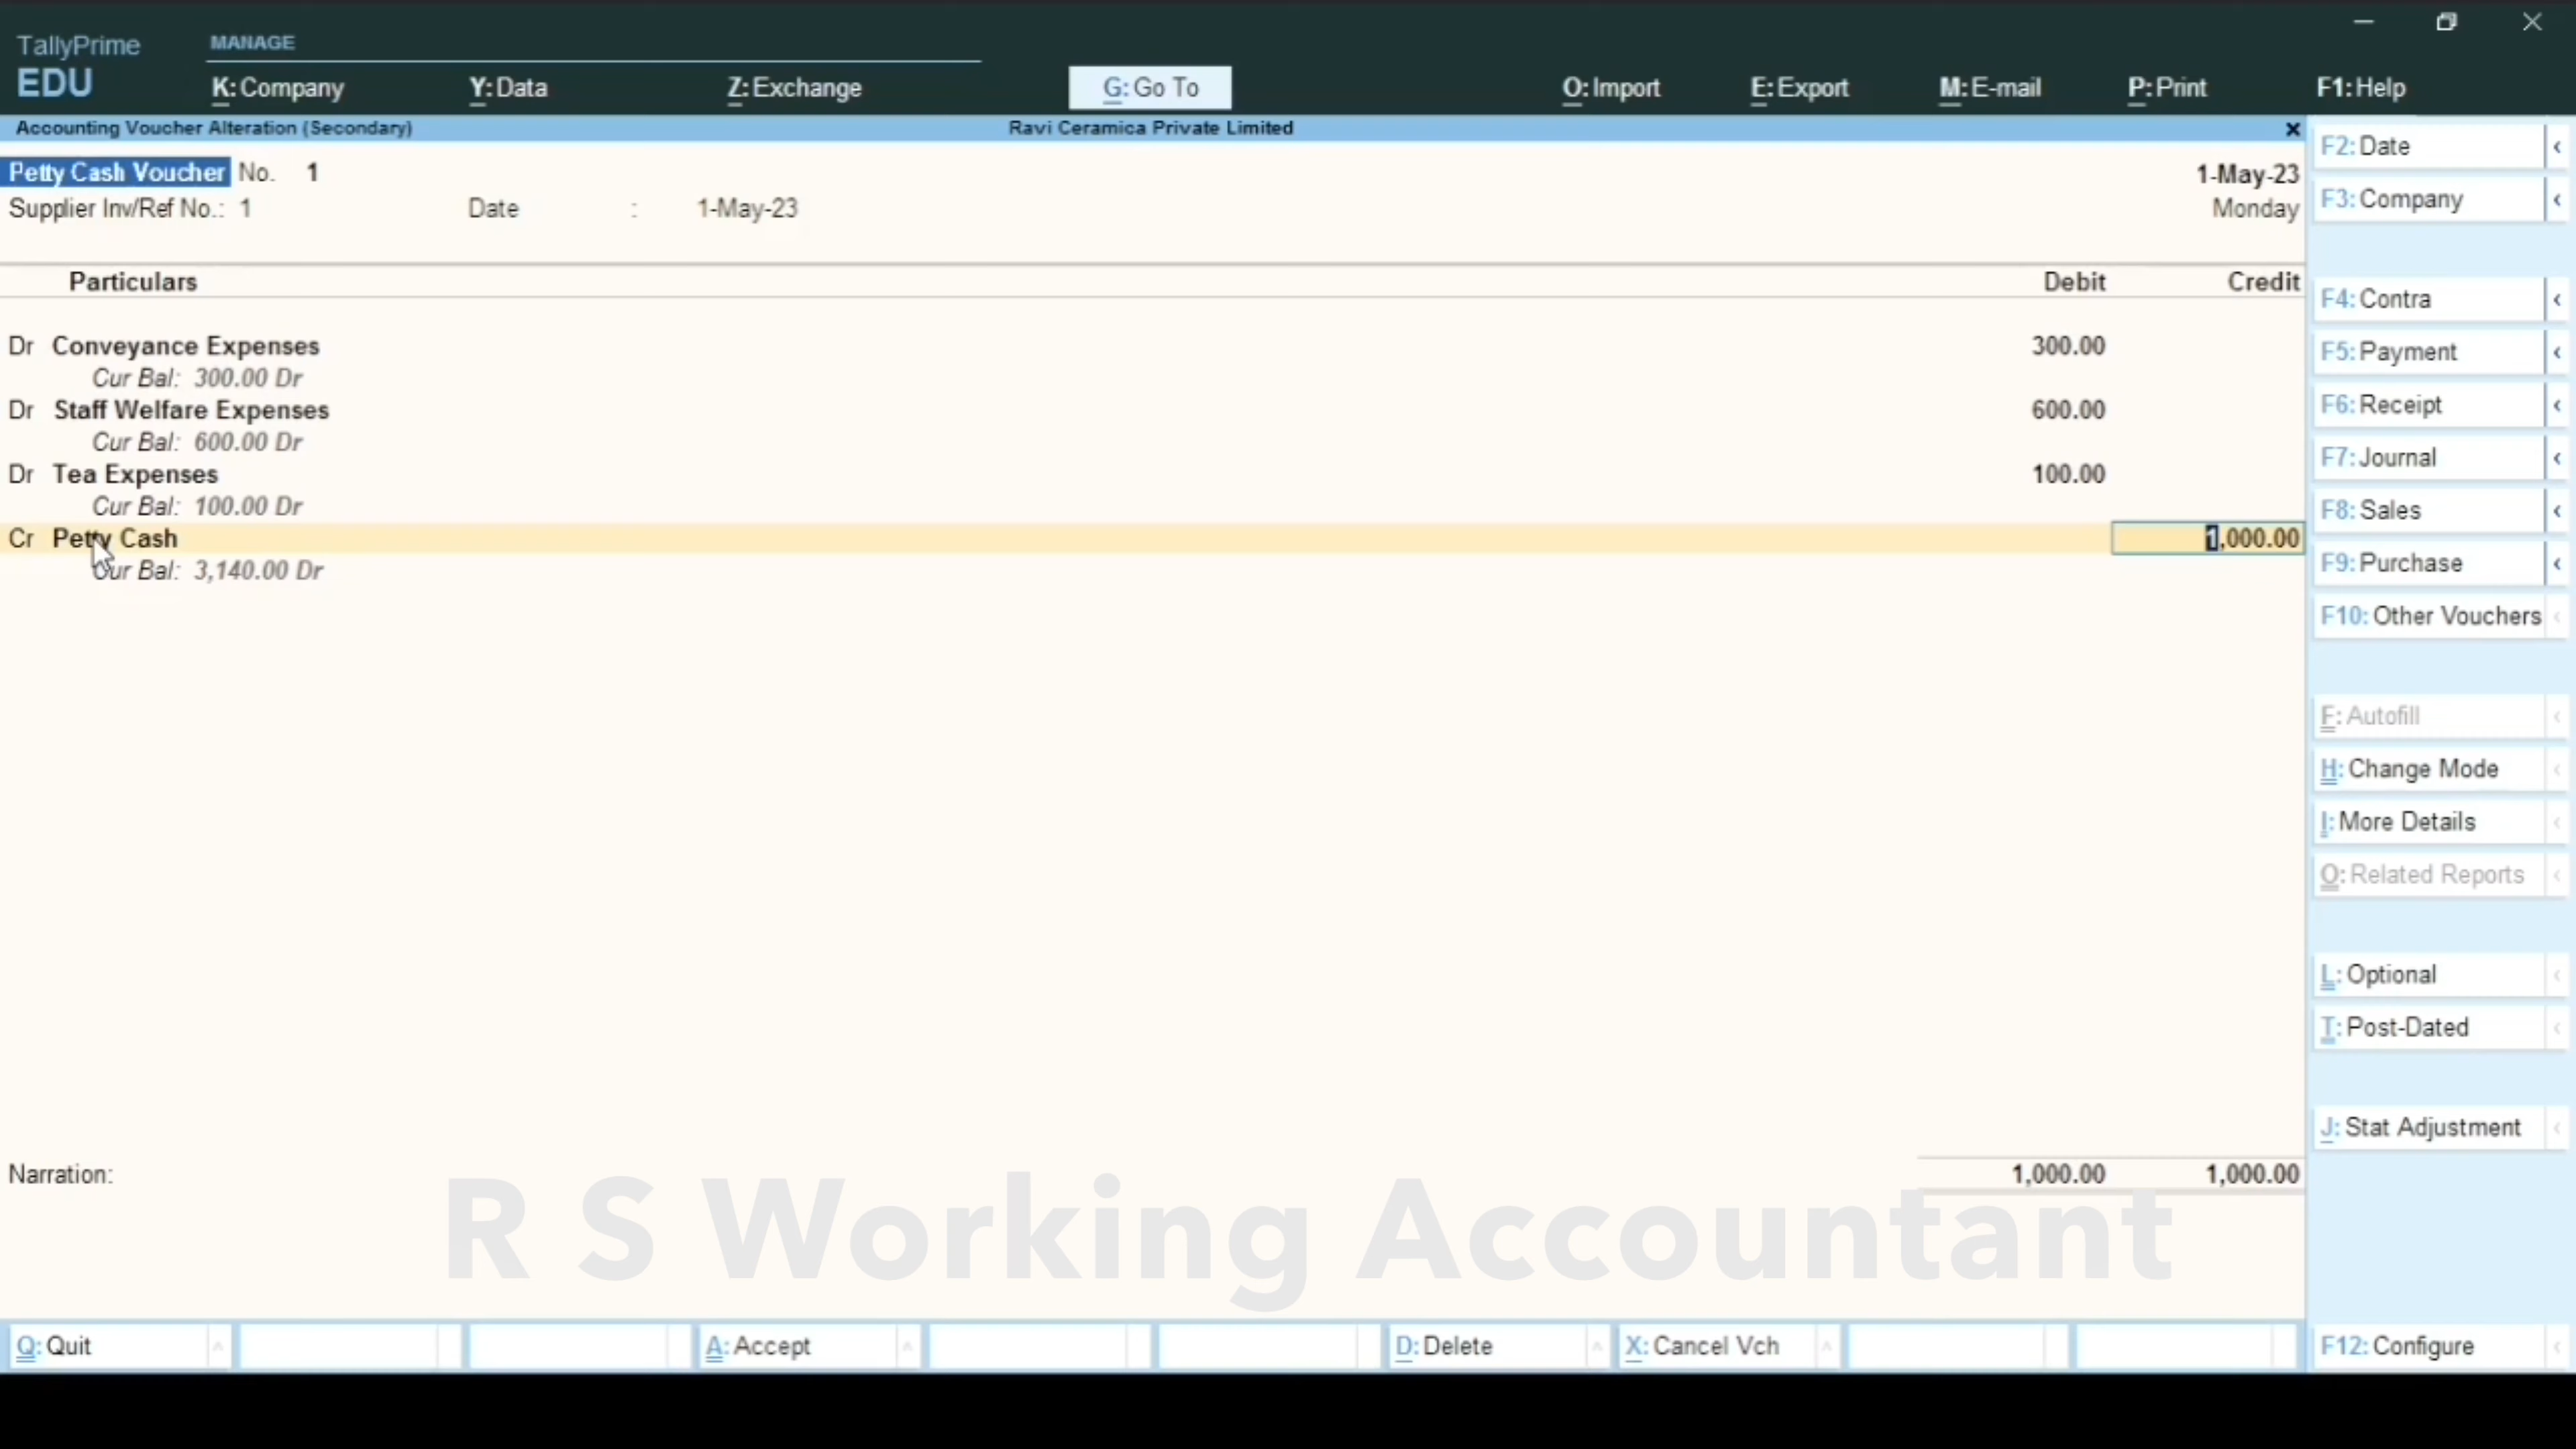 TallyPrime
EDU
MANAGE
K: Company
Y: Data
Z: Exchange
G: Go To
O: Import
E: Export
M: E-mail
P: Print
F1: Help
Accounting Voucher Alteration (Secondary)
Ravi Ceramica Private Limited
Petty Cash Voucher No. 1
1-May-23
Supplier Inv/Ref No.: 1 Date : 1-May-23
Monday
Particulars Debit Credit
Dr Conveyance Expenses 300.00
Cur Bal: 300.00 Dr
Dr Staff Welfare Expenses 600.00
Cur Bal: 600.00 Dr
Dr Tea Expenses 100.00
Cur Bal: 100.00 Dr
Cr Petty Cash 1,000.00
Cur Bal: 3,140.00 Dr
Narration: 1,000.00 1,000.00
R S Working Accountant
F2: Date
F3: Company
F4: Contra
F5: Payment
F6: Receipt
F7: Journal
F8: Sales
F9: Purchase
F10: Other Vouchers
F: Autofill
H: Change Mode
I: More Details
O: Related Reports
L: Optional
T: Post-Dated
J: Stat Adjustment
Q: Quit
A: Accept
D: Delete
X: Cancel Vch
F12: Configure